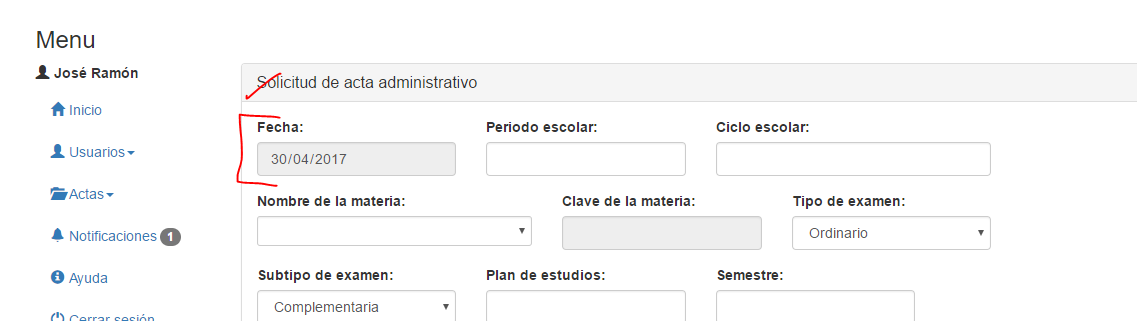 Menu
José Ramón
Inicio
Usuarios
Actas
Notificaciones 1
Ayuda
Cerrar sesión
Solicitud de acta administrativo
Fecha: Periodo escolar: Ciclo escolar:
30/04/2017
Nombre de la materia: Clave de la materia: Tipo de examen:
Ordinario
Subtipo de examen: Plan de estudios: Semestre:
Complementaria